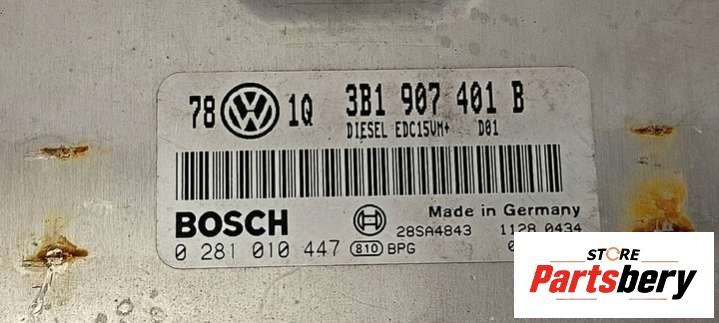 78 VW 1Q 3B1 907 401 B
DIESEL EDC15VM+ D01
BOSCH
Made in Germany
28SA4843 1128 0434
0 281 010 447 810 BPG
STORE
Partsbery